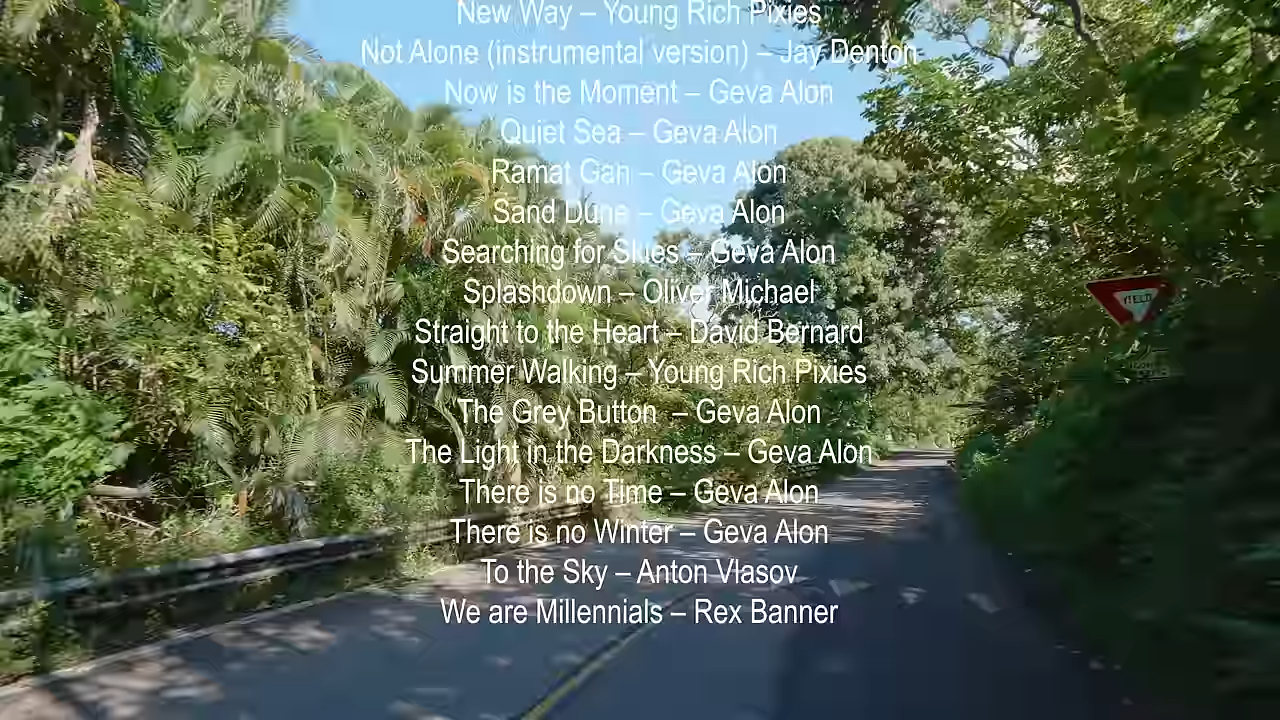 New Way – Young Rich Pixies
Not Alone (instrumental version) – Jay Denton
Now is the Moment – Geva Alon
Quiet Sea – Geva Alon
Ramat Gan – Geva Alon
Sand Dune – Geva Alon
Searching for Skies – Geva Alon
Splashdown – Oliver Michael
Straight to the Heart – David Bernard
Summer Walking – Young Rich Pixies
The Grey Button  – Geva Alon
The Light in the Darkness – Geva Alon
There is no Time – Geva Alon
There is no Winter – Geva Alon
To the Sky – Anton Vlasov
We are Millennials – Rex Banner
YIELD